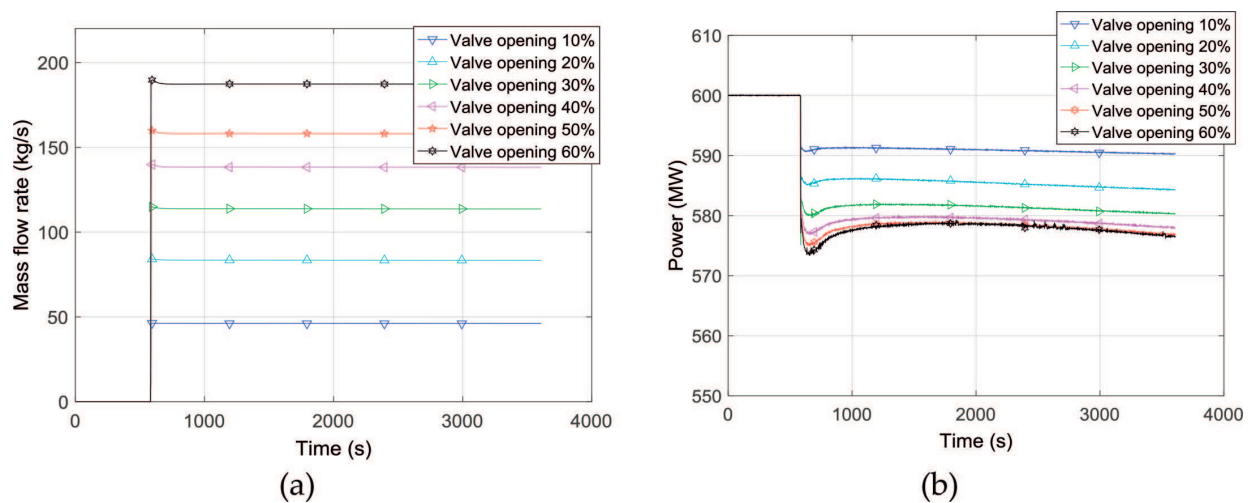 Mass flow rate (kg/s)
200
150
100
50
0
0 1000 2000 3000 4000
Time (s)
Valve opening 10%
Valve opening 20%
Valve opening 30%
Valve opening 40%
Valve opening 50%
Valve opening 60%
(a)
Power (MW)
610
600
590
580
570
560
550
0 1000 2000 3000 4000
Time (s)
Valve opening 10%
Valve opening 20%
Valve opening 30%
Valve opening 40%
Valve opening 50%
Valve opening 60%
(b)